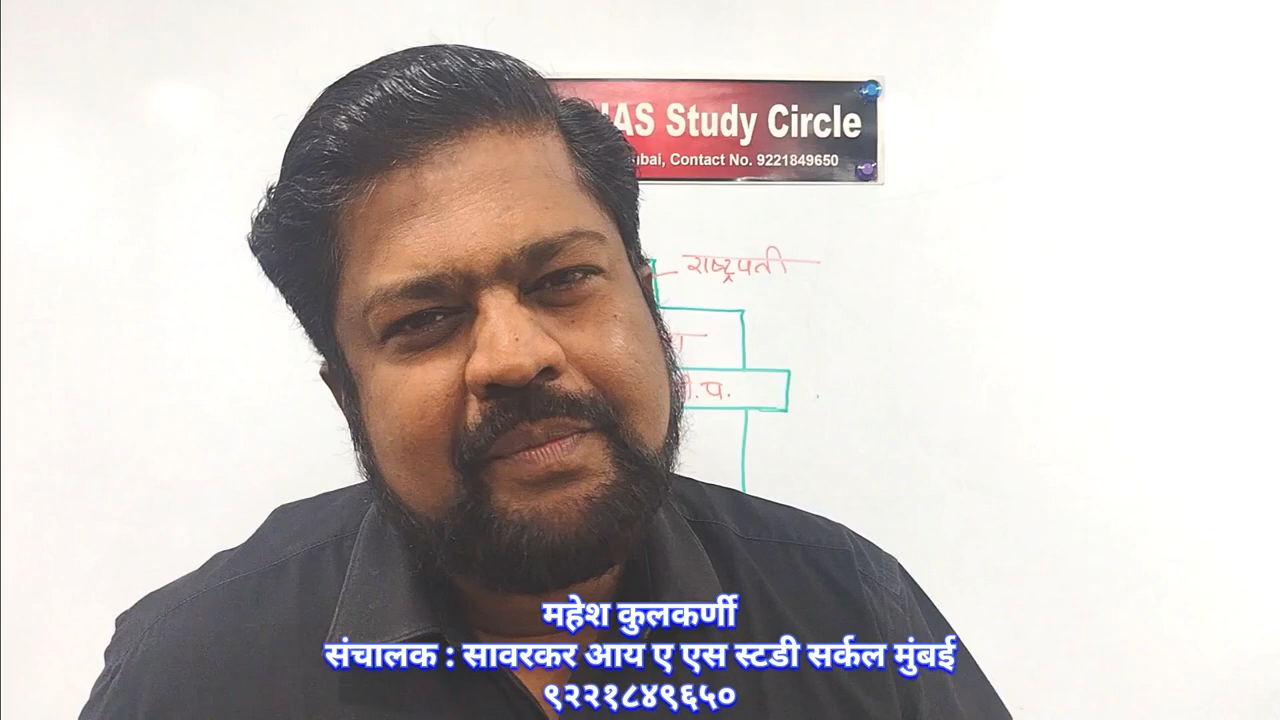 IAS Study Circle
Contact No. 9221849650
राष्ट्रपती
प.
महेश कुलकर्णी
संचालक : सावरकर आय ए एस स्टडी सर्कल मुंबई
९२२१८४९६५०